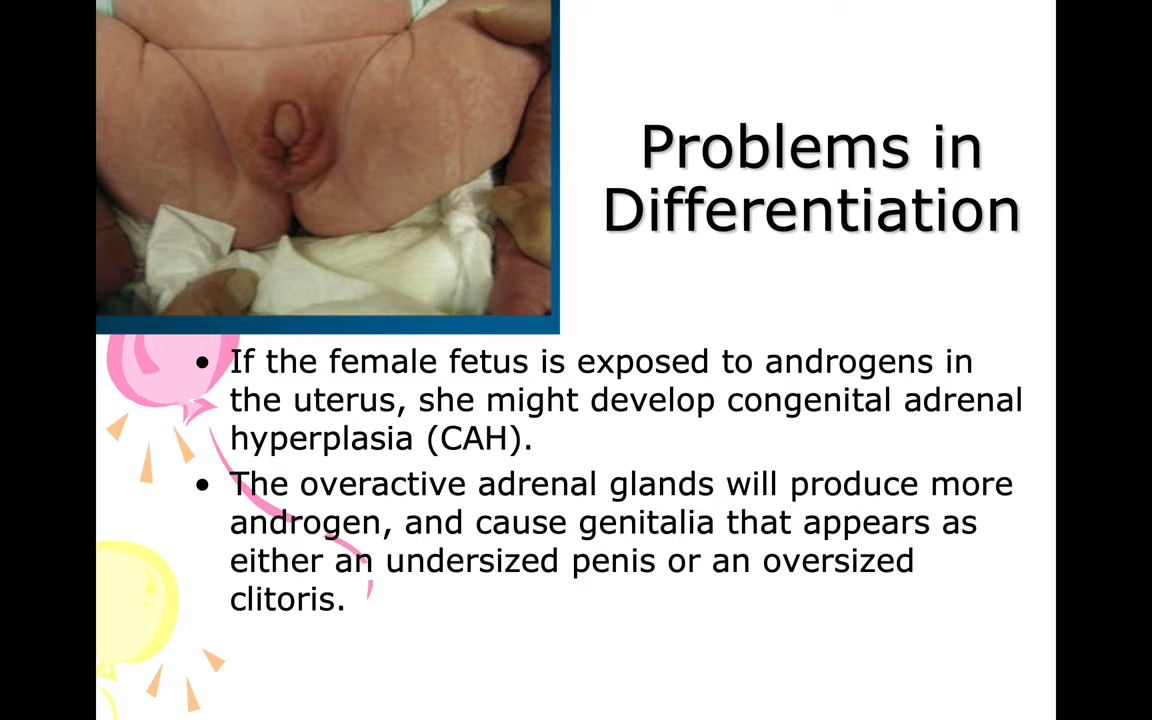 Problems in
Differentiation
• If the female fetus is exposed to androgens in
the uterus, she might develop congenital adrenal
hyperplasia (CAH).
• The overactive adrenal glands will produce more
androgen, and cause genitalia that appears as
either an undersized penis or an oversized
clitoris.